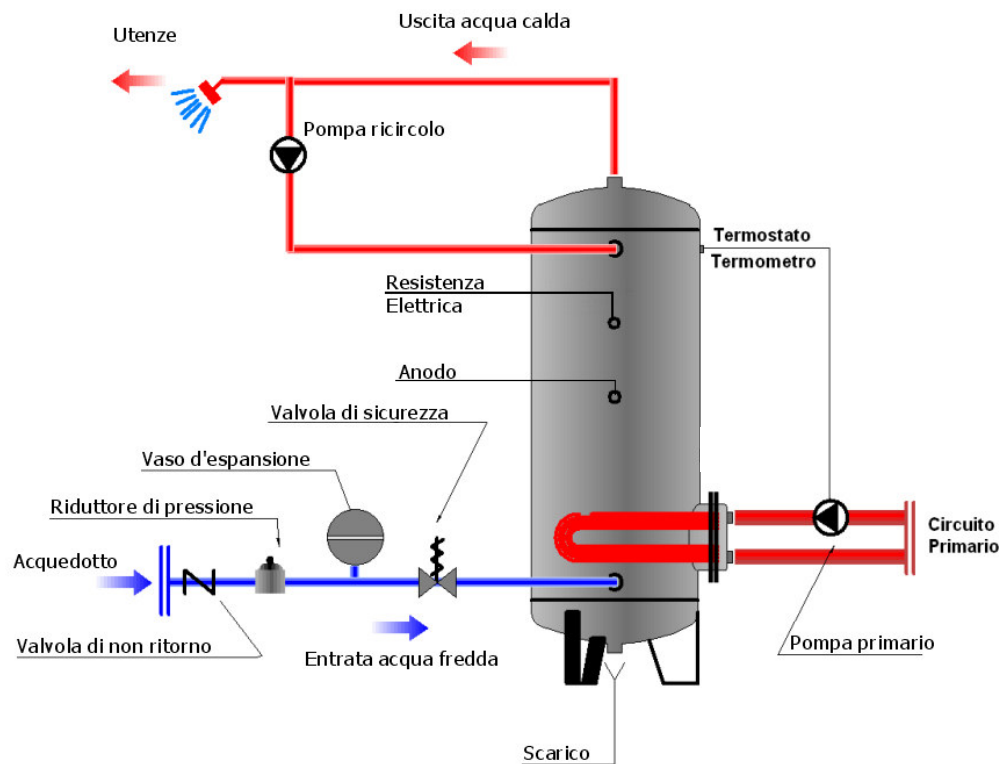 Uscita acqua calda
Utenze
Pompa ricircolo
Termostato
Termometro
Resistenza
Elettrica
Anodo
Valvola di sicurezza
Vaso d'espansione
Riduttore di pressione
Acquedotto
Circuito
Primario
Valvola di non ritorno
Entrata acqua fredda
Pompa primario
Scarico